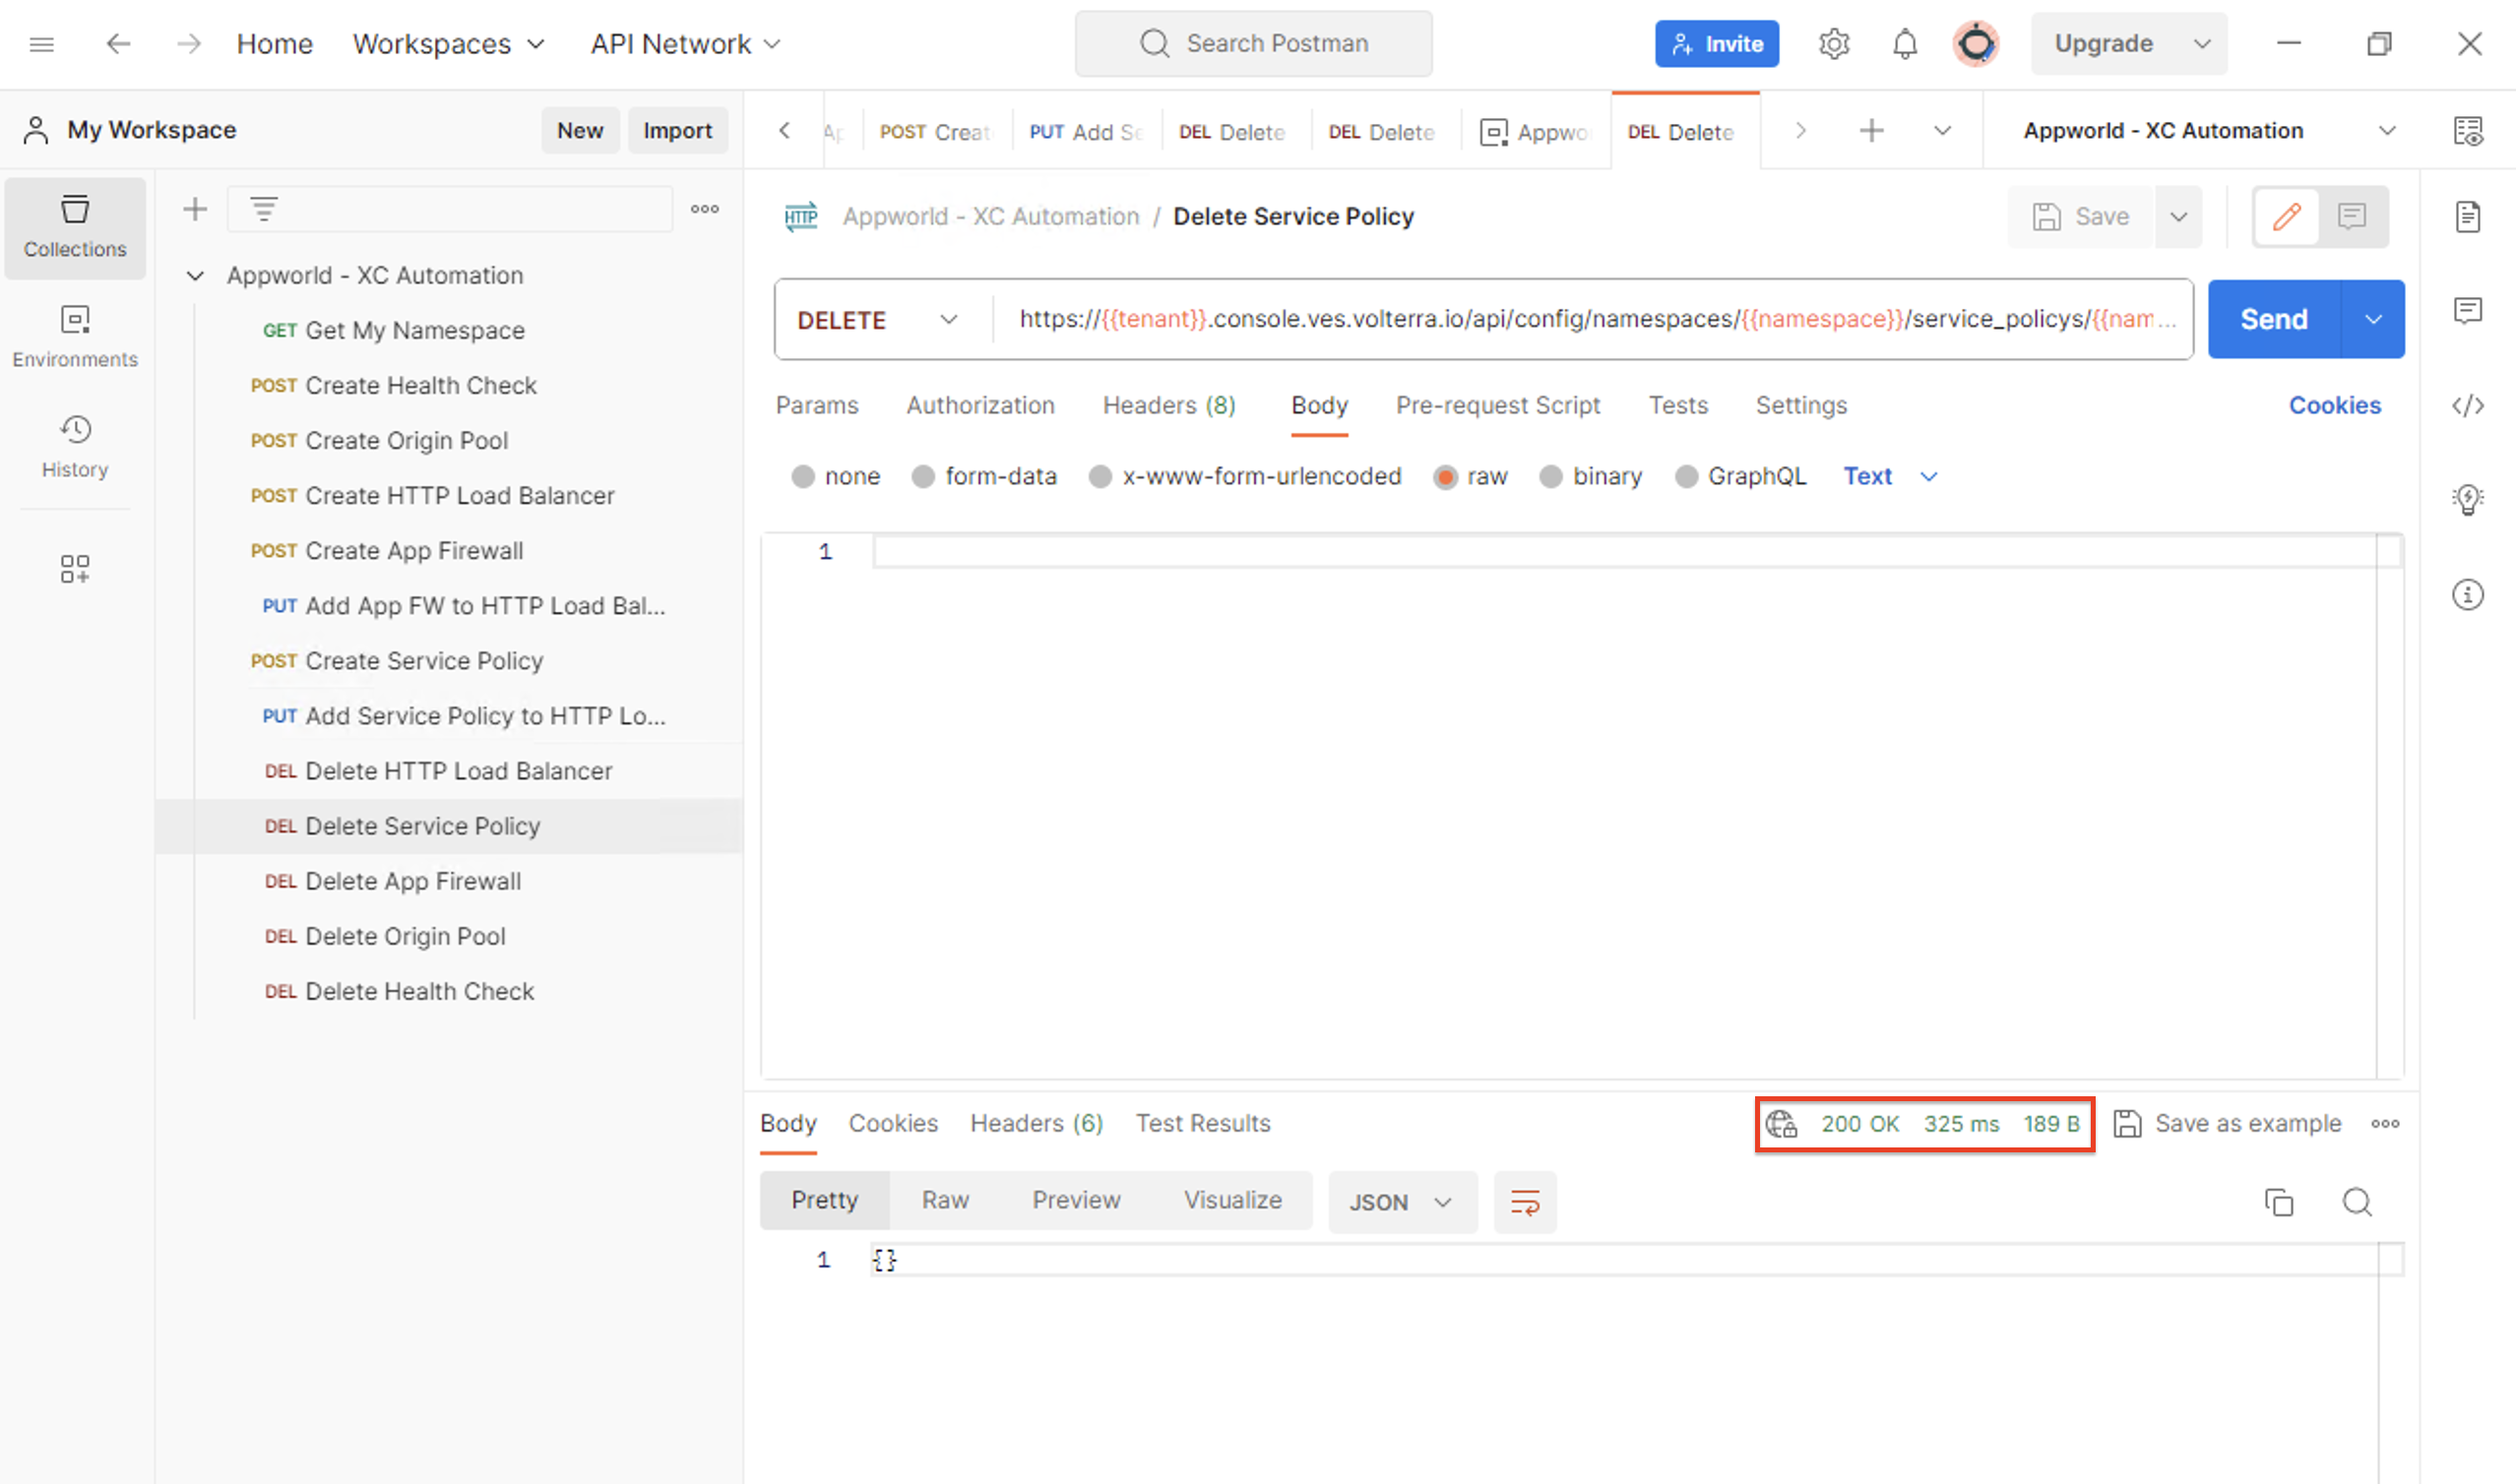 Home Workspaces API Network Search Postman Invite Upgrade
My Workspace New Import
POST Creat PUT Add Se DEL Delete DEL Delete Appwo DEL Delete Appworld - XC Automation
Collections
Environments
History
Appworld - XC Automation
GET Get My Namespace
POST Create Health Check
POST Create Origin Pool
POST Create HTTP Load Balancer
POST Create App Firewall
PUT Add App FW to HTTP Load Bal...
POST Create Service Policy
PUT Add Service Policy to HTTP Lo...
DEL Delete HTTP Load Balancer
DEL Delete Service Policy
DEL Delete App Firewall
DEL Delete Origin Pool
DEL Delete Health Check
HTTP Appworld - XC Automation / Delete Service Policy Save
DELETE https://{{tenant}}.console.ves.volterra.io/api/config/namespaces/{{namespace}}/service_policys/{{nam... Send
Params Authorization Headers (8) Body Pre-request Script Tests Settings Cookies
none form-data x-www-form-urlencoded raw binary GraphQL Text
1
Body Cookies Headers (6) Test Results 200 OK 325 ms 189 B Save as example
Pretty Raw Preview Visualize JSON
1 {}